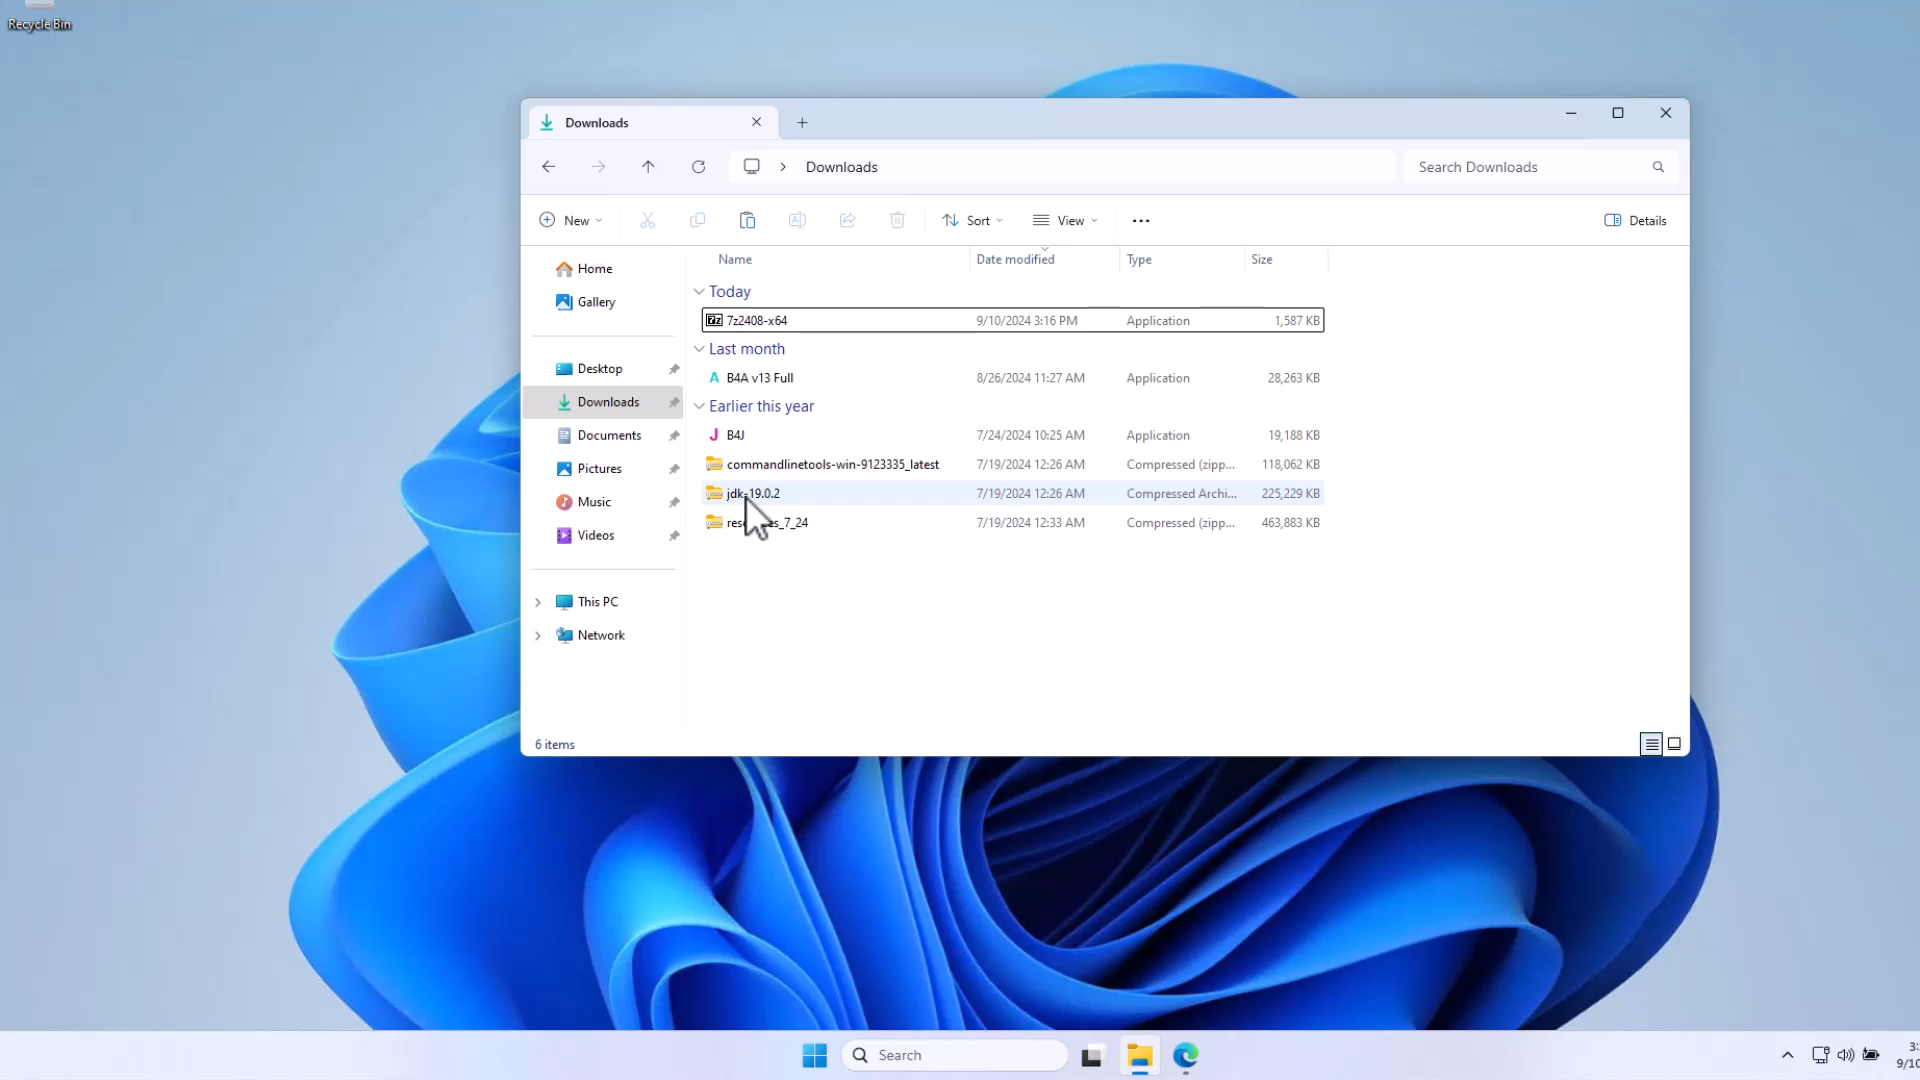 Recycle Bin
Downloads
Downloads
Search Downloads
New
Sort
View
Details
Home
Gallery
Desktop
Downloads
Documents
Pictures
Music
Videos
This PC
Network
Name Date modified Type Size
Today
7z2408-x64 9/10/2024 3:16 PM Application 1,587 KB
Last month
B4A v13 Full 8/26/2024 11:27 AM Application 28,263 KB
Earlier this year
B4J 7/24/2024 10:25 AM Application 19,188 KB
commandlinetools-win-9123335_latest 7/19/2024 12:26 AM Compressed (zipp... 118,062 KB
jdk-19.0.2 7/19/2024 12:26 AM Compressed Archi... 225,229 KB
7/19/2024 12:33 AM Compressed (zipp... 463,883 KB
6 items
Search
3:
9/10